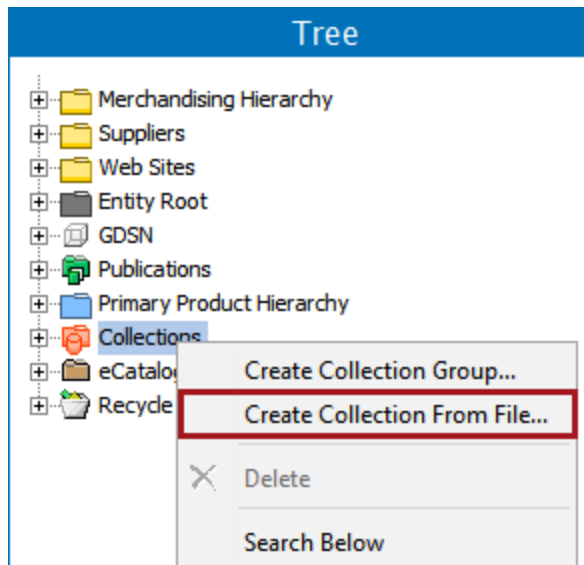 Tree
Merchandising Hierarchy
Suppliers
Web Sites
Entity Root
GDSN
Publications
Primary Product Hierarchy
Collections
Create Collection Group...
Recycle
Create Collection From File...
Delete
Search Below